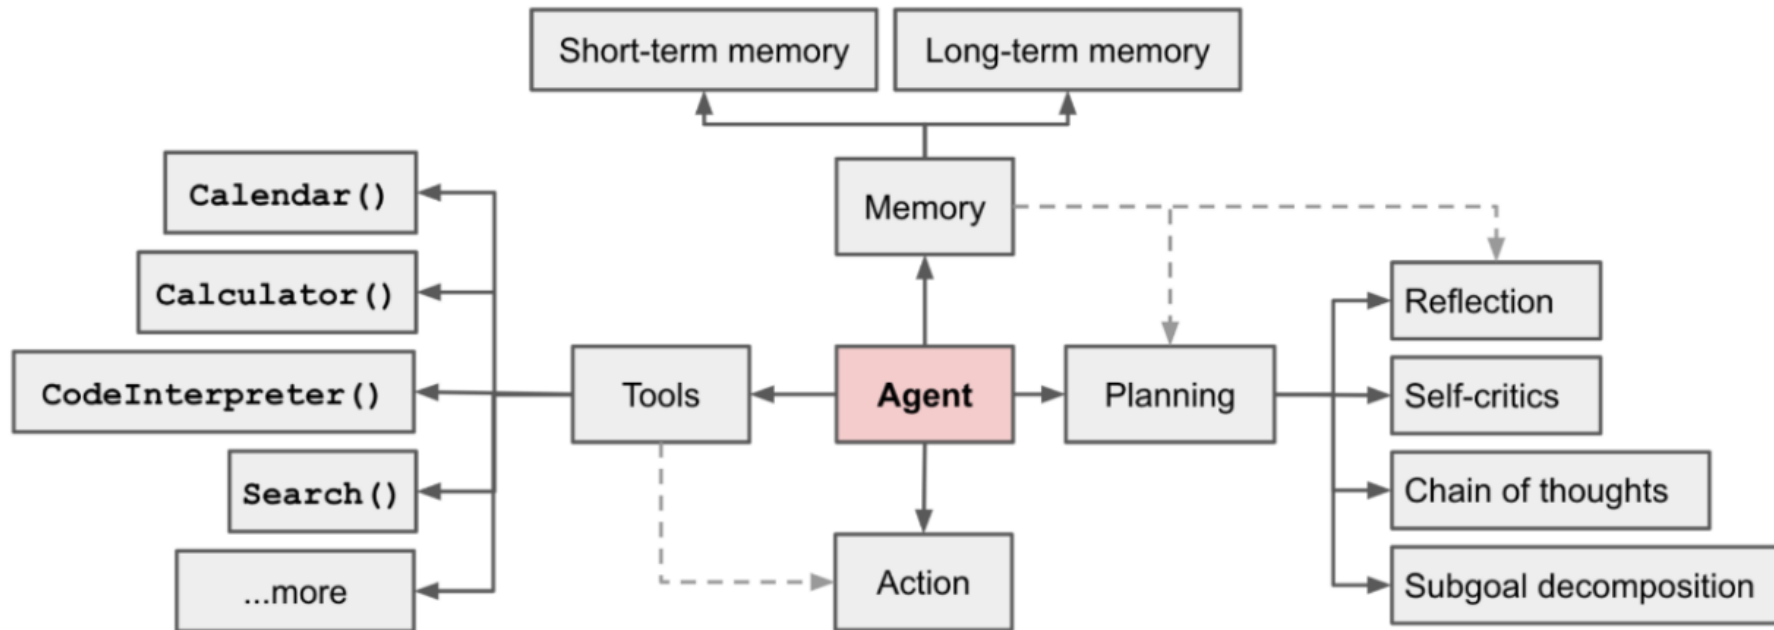 Short-term memory
Long-term memory
Calendar()
Memory
Calculator()
Reflection
CodeInterpreter()
Tools
Agent
Planning
Self-critics
Search()
Chain of thoughts
...more
Action
Subgoal decomposition